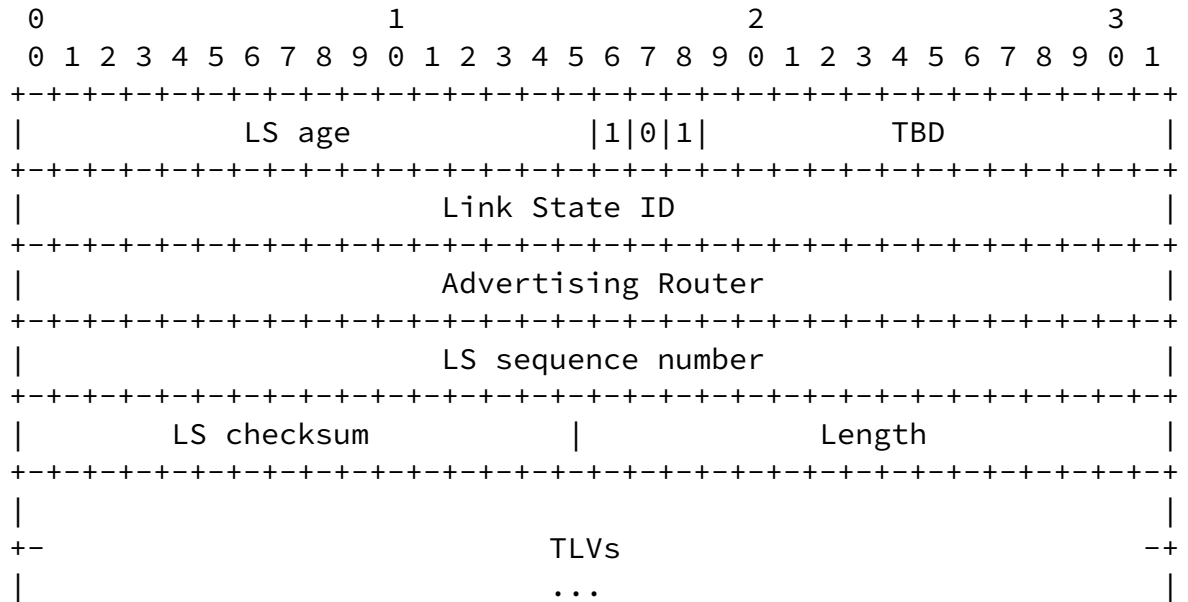 0                   1                   2                   3
 0 1 2 3 4 5 6 7 8 9 0 1 2 3 4 5 6 7 8 9 0 1 2 3 4 5 6 7 8 9 0 1
+-+-+-+-+-+-+-+-+-+-+-+-+-+-+-+-+-+-+-+-+-+-+-+-+-+-+-+-+-+-+-+-+
|            LS age             |1|0|1|          TBD            |
+-+-+-+-+-+-+-+-+-+-+-+-+-+-+-+-+-+-+-+-+-+-+-+-+-+-+-+-+-+-+-+-+
|                       Link State ID                           |
+-+-+-+-+-+-+-+-+-+-+-+-+-+-+-+-+-+-+-+-+-+-+-+-+-+-+-+-+-+-+-+-+
|                       Advertising Router                      |
+-+-+-+-+-+-+-+-+-+-+-+-+-+-+-+-+-+-+-+-+-+-+-+-+-+-+-+-+-+-+-+-+
|                       LS sequence number                      |
+-+-+-+-+-+-+-+-+-+-+-+-+-+-+-+-+-+-+-+-+-+-+-+-+-+-+-+-+-+-+-+-+
|        LS checksum           |             Length             |
+-+-+-+-+-+-+-+-+-+-+-+-+-+-+-+-+-+-+-+-+-+-+-+-+-+-+-+-+-+-+-+-+
|                                                               |
+-                            TLVs                             -+
|                             ...                               |